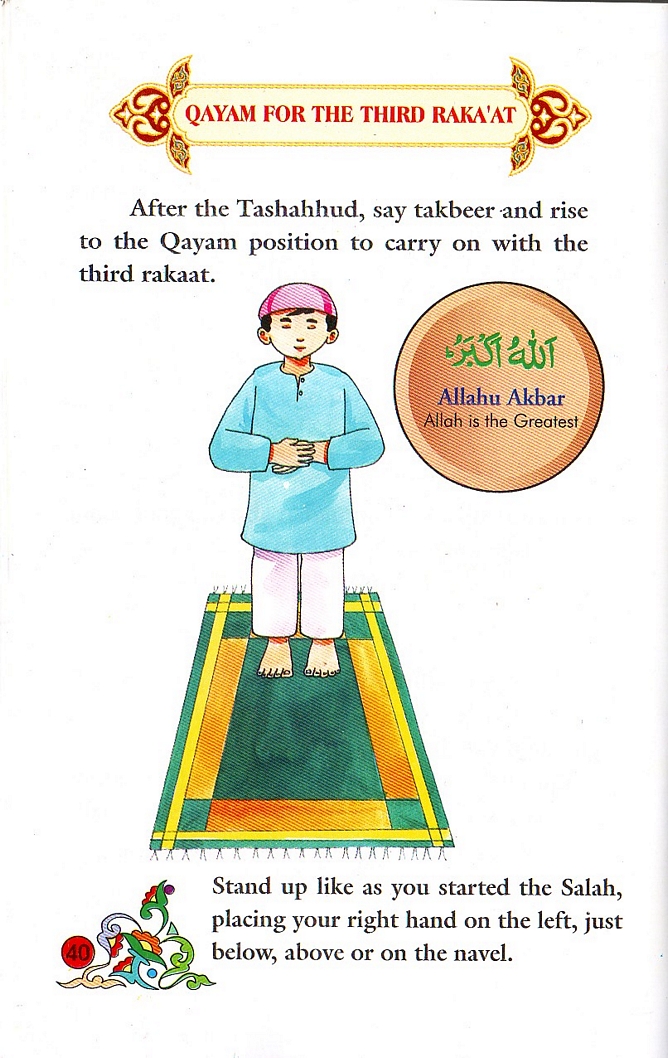 QAYAM FOR THE THIRD RAKA'AT
After the Tashahhud, say takbeer and rise
to the Qayam position to carry on with the
third rakaat.
اَللّٰهُ اَكْبَرُ
Allahu Akbar
Allah is the Greatest
Stand up like as you started the Salah,
placing your right hand on the left, just
below, above or on the navel.
40